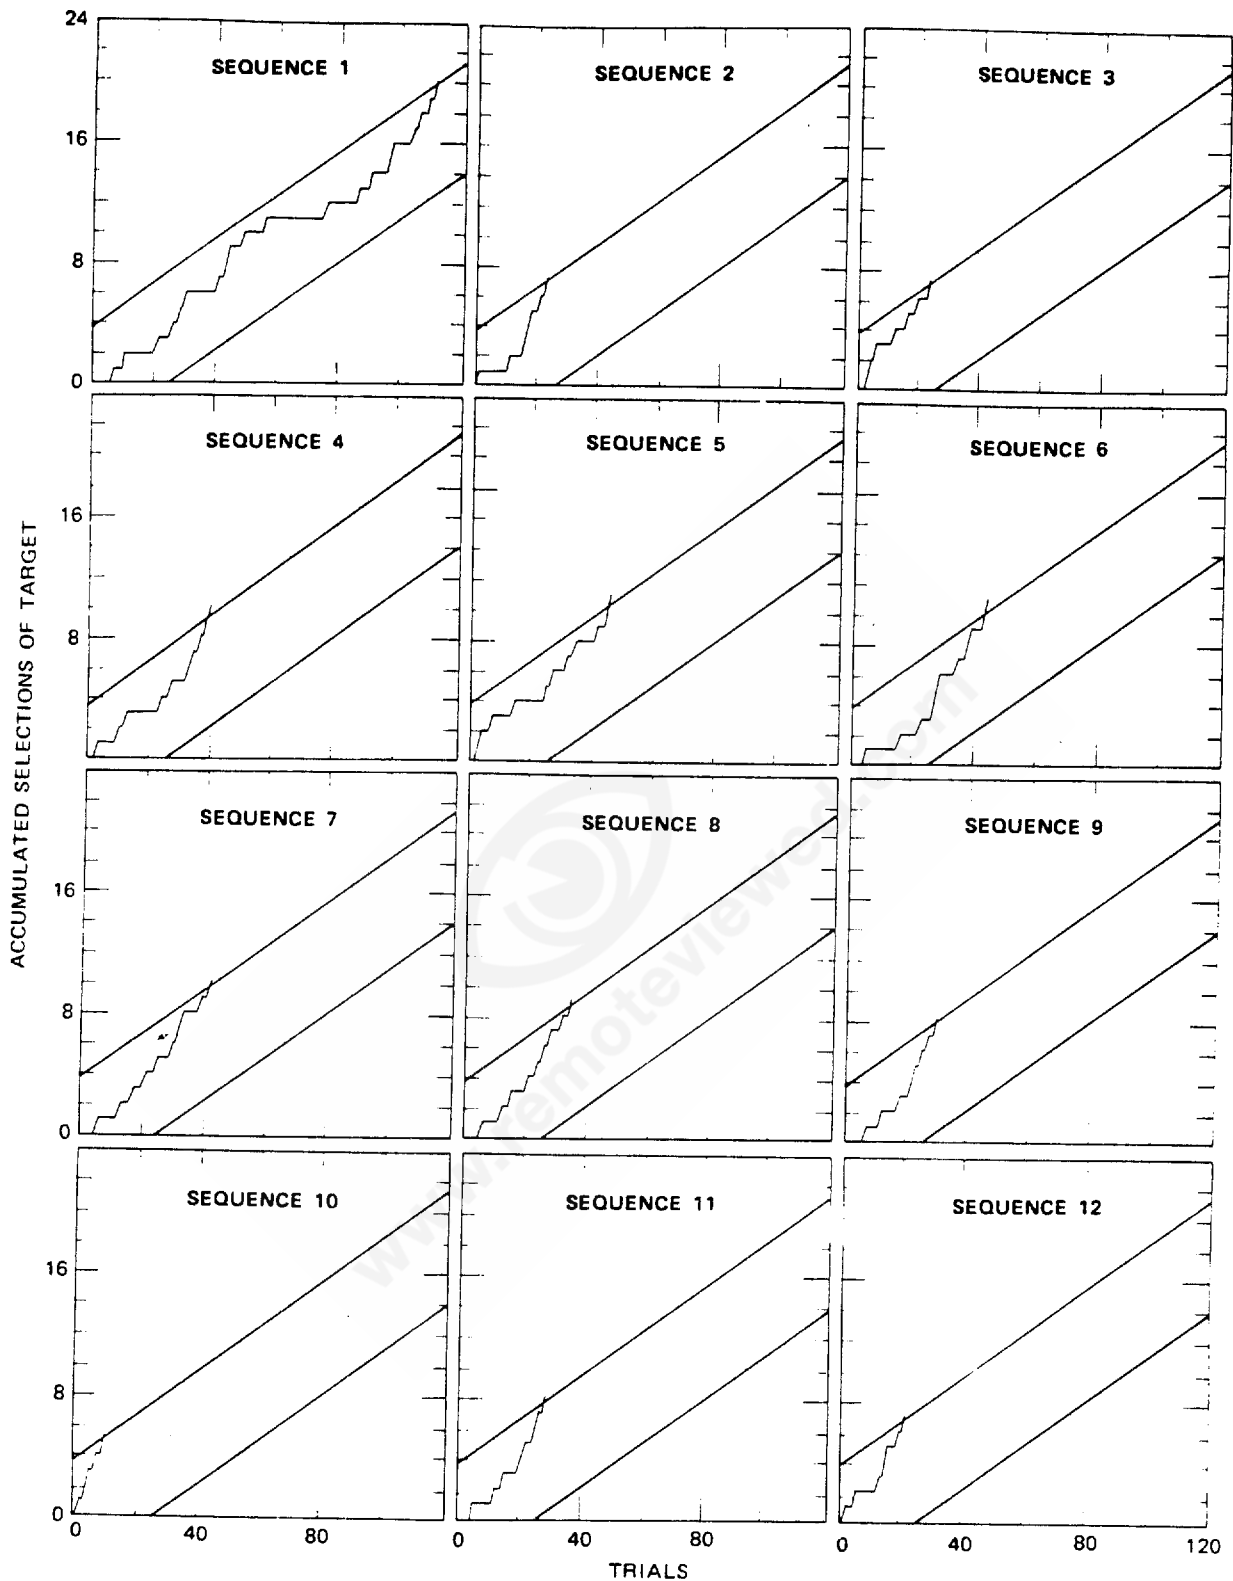 24
SEQUENCE 1
SEQUENCE 2
SEQUENCE 3
16
8
0
SEQUENCE 4
SEQUENCE 5
SEQUENCE 6
16
8
ACCUMULATED SELECTIONS OF TARGET
SEQUENCE 7
SEQUENCE 8
SEQUENCE 9
16
8
0
SEQUENCE 10
SEQUENCE 11
SEQUENCE 12
16
8
0
0 40 80
0 40 80
0 40 80 120
TRIALS
www.remoteviewed.com